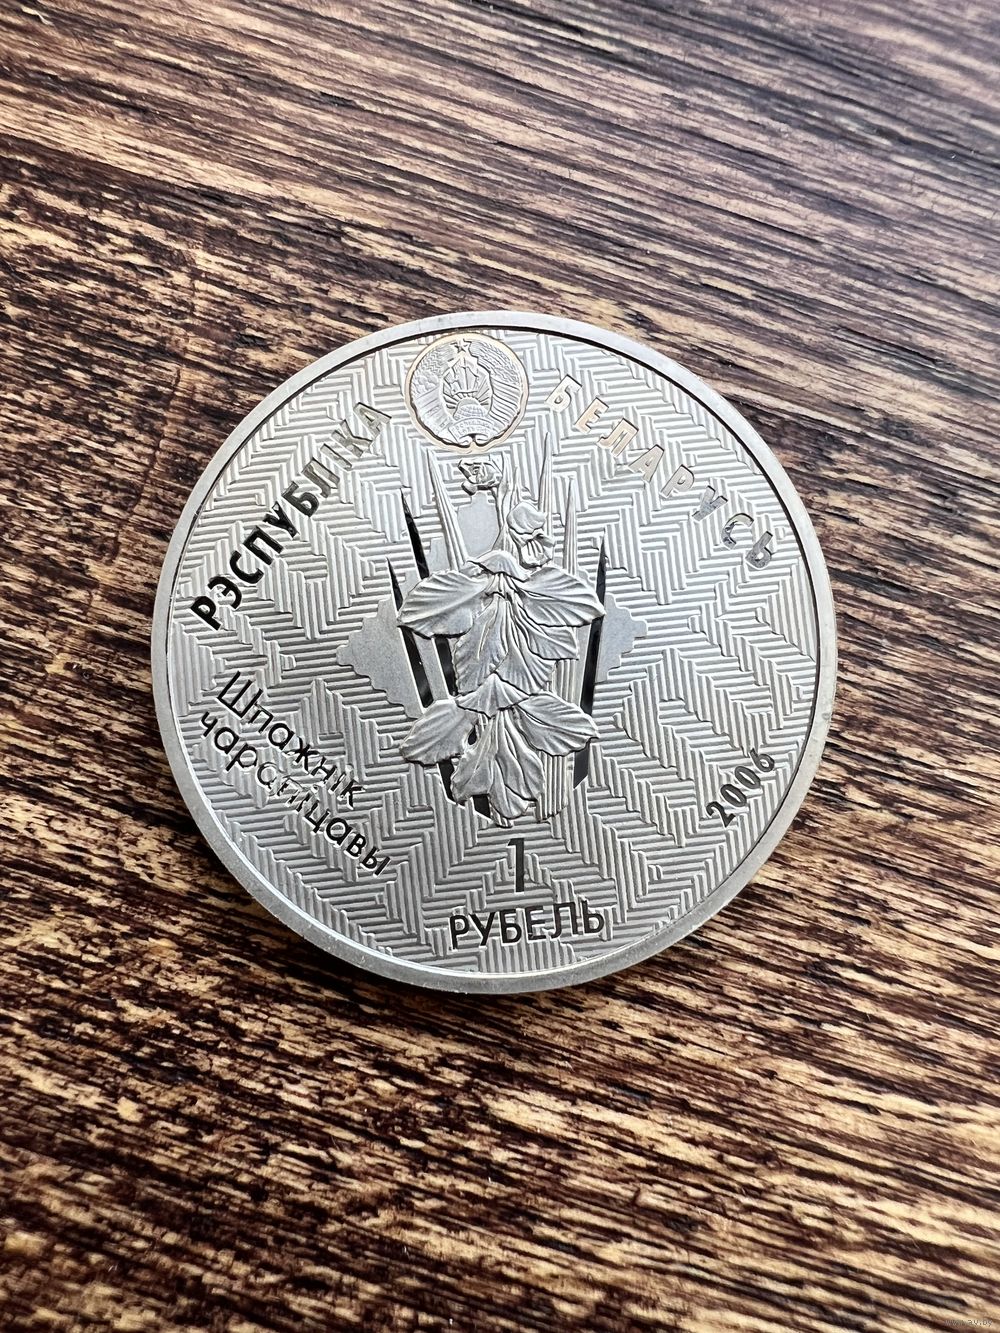 РЭСПУБЛІКА БЕЛАРУСЬ
Шпажнік
чарапіцавы
2006
1
РУБЕЛЬ